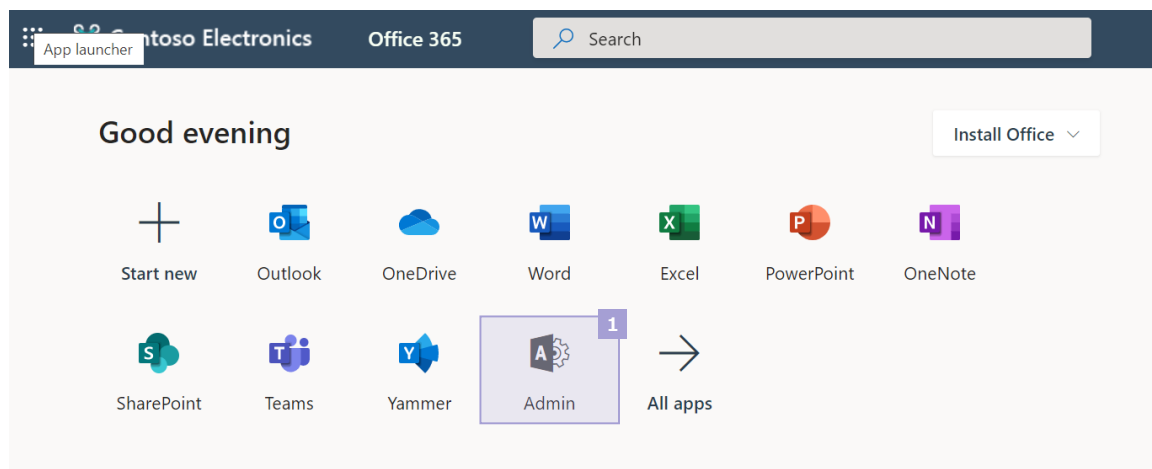 App launcher
Contoso Electronics Office 365 Search
Good evening
Install Office
Start new Outlook OneDrive Word Excel PowerPoint OneNote
1
SharePoint Teams Yammer Admin All apps